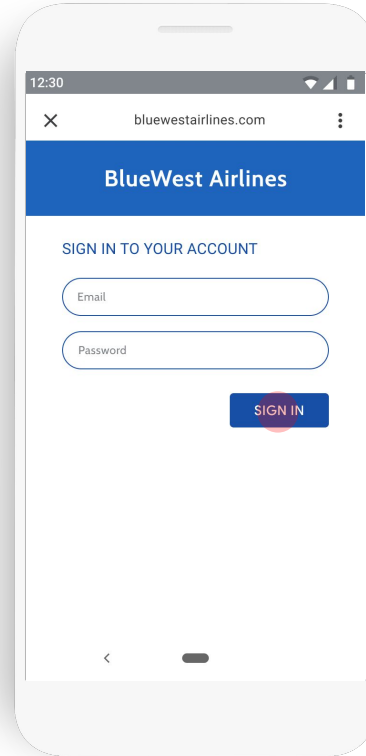 12:30
bluewestairlines.com
BlueWest Airlines
SIGN IN TO YOUR ACCOUNT
Email
Password
SIGN IN